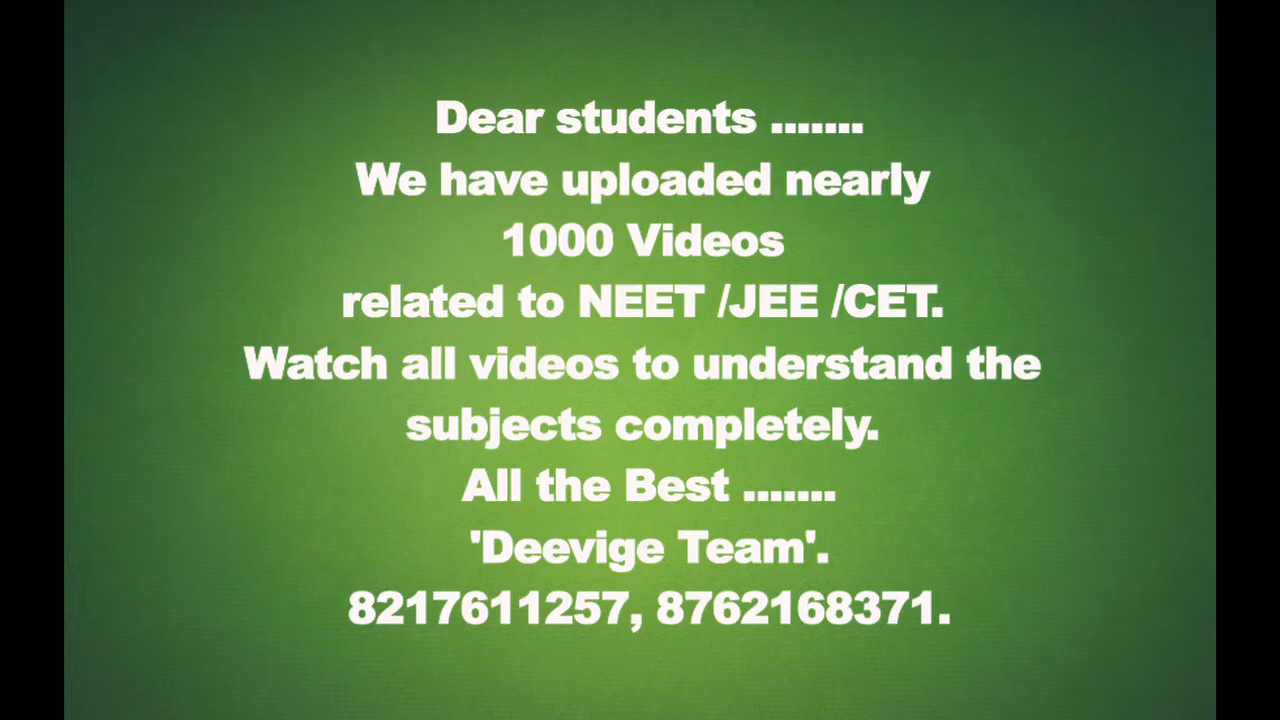 Dear students .......
We have uploaded nearly
1000 Videos
related to NEET /JEE /CET.
Watch all videos to understand the
subjects completely.
All the Best .......
'Deevige Team'.
8217611257, 8762168371.